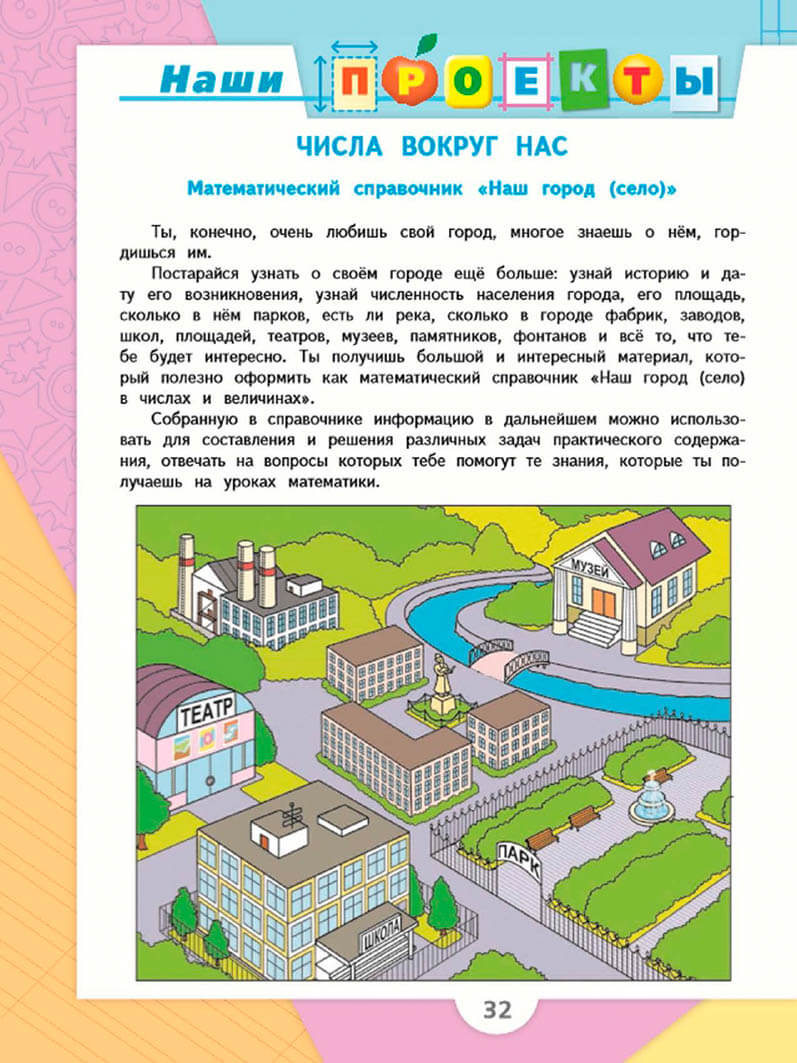 Наши ПРОЕКТЫ
ЧИСЛА ВОКРУГ НАС
Математический справочник «Наш город (село)»
Ты, конечно, очень любишь свой город, многое знаешь о нём, гор-
дишься им.
Постарайся узнать о своём городе ещё больше: узнай историю и да-
ту его возникновения, узнай численность населения города, его площадь,
сколько в нём парков, есть ли река, сколько в городе фабрик, заводов,
школ, площадей, театров, музеев, памятников, фонтанов и всё то, что те-
бе будет интересно. Ты получишь большой и интересный материал, кото-
рый полезно оформить как математический справочник «Наш город (село)
в числах и величинах».
Собранную в справочнике информацию в дальнейшем можно использо-
вать для составления и решения различных задач практического содержа-
ния, отвечать на вопросы которых тебе помогут те знания, которые ты по-
лучаешь на уроках математики.
МУЗЕЙ
ТЕАТР
ПАРК
ШКОЛА
32